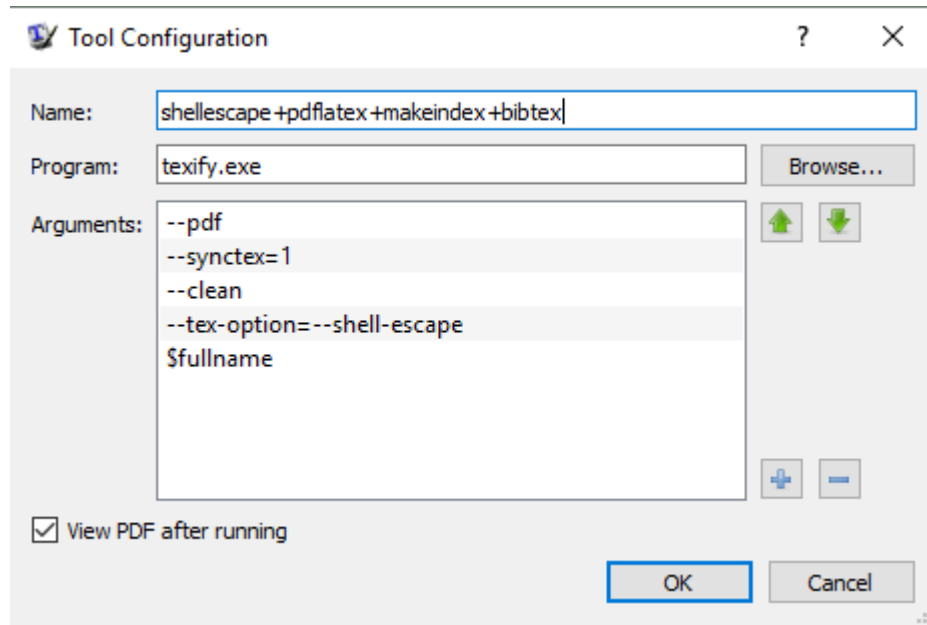 Tool Configuration
Name: shellescape+pdflatex+makeindex+bibtex
Program: texify.exe Browse...
Arguments: --pdf
--synctex=1
--clean
--tex-option=--shell-escape
$fullname
View PDF after running
OK Cancel